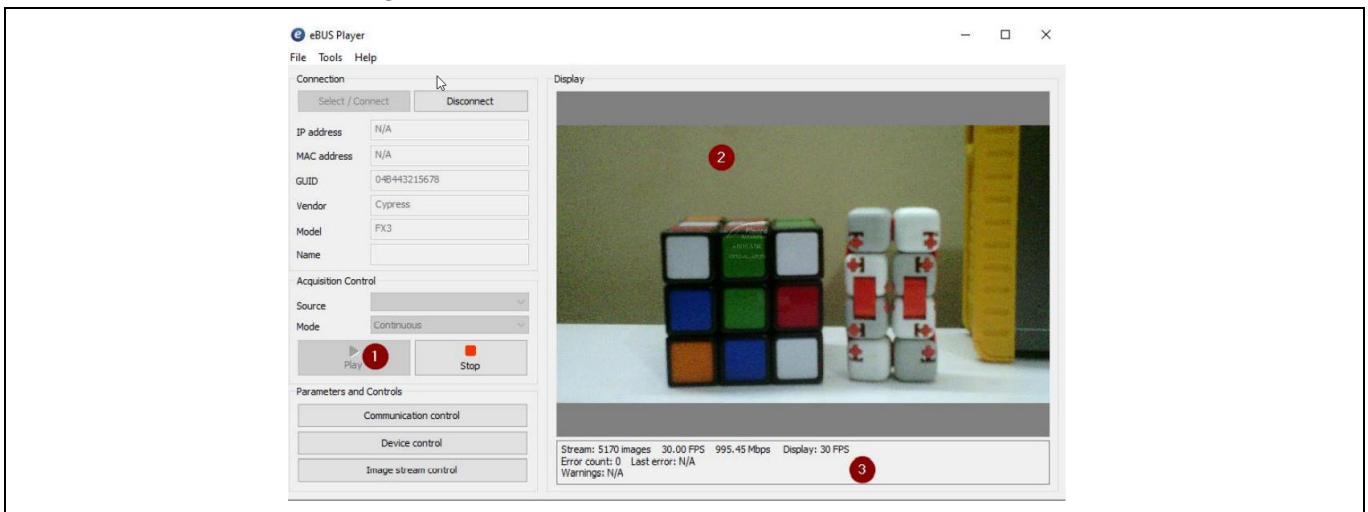 eBUS Player
File Tools Help
Connection
Select / Connect Disconnect
IP address N/A
MAC address N/A
GUID 04B443215678
Vendor Cypress
Model FX3
Name
Acquisition Control
Source
Mode Continuous
Play 1 Stop
Parameters and Controls
Communication control
Device control
Image stream control
Display
2
Stream: 5170 images 30.00 FPS 995.45 Mbps Display: 30 FPS
Error count: 0 Last error: N/A
Warnings: N/A
3